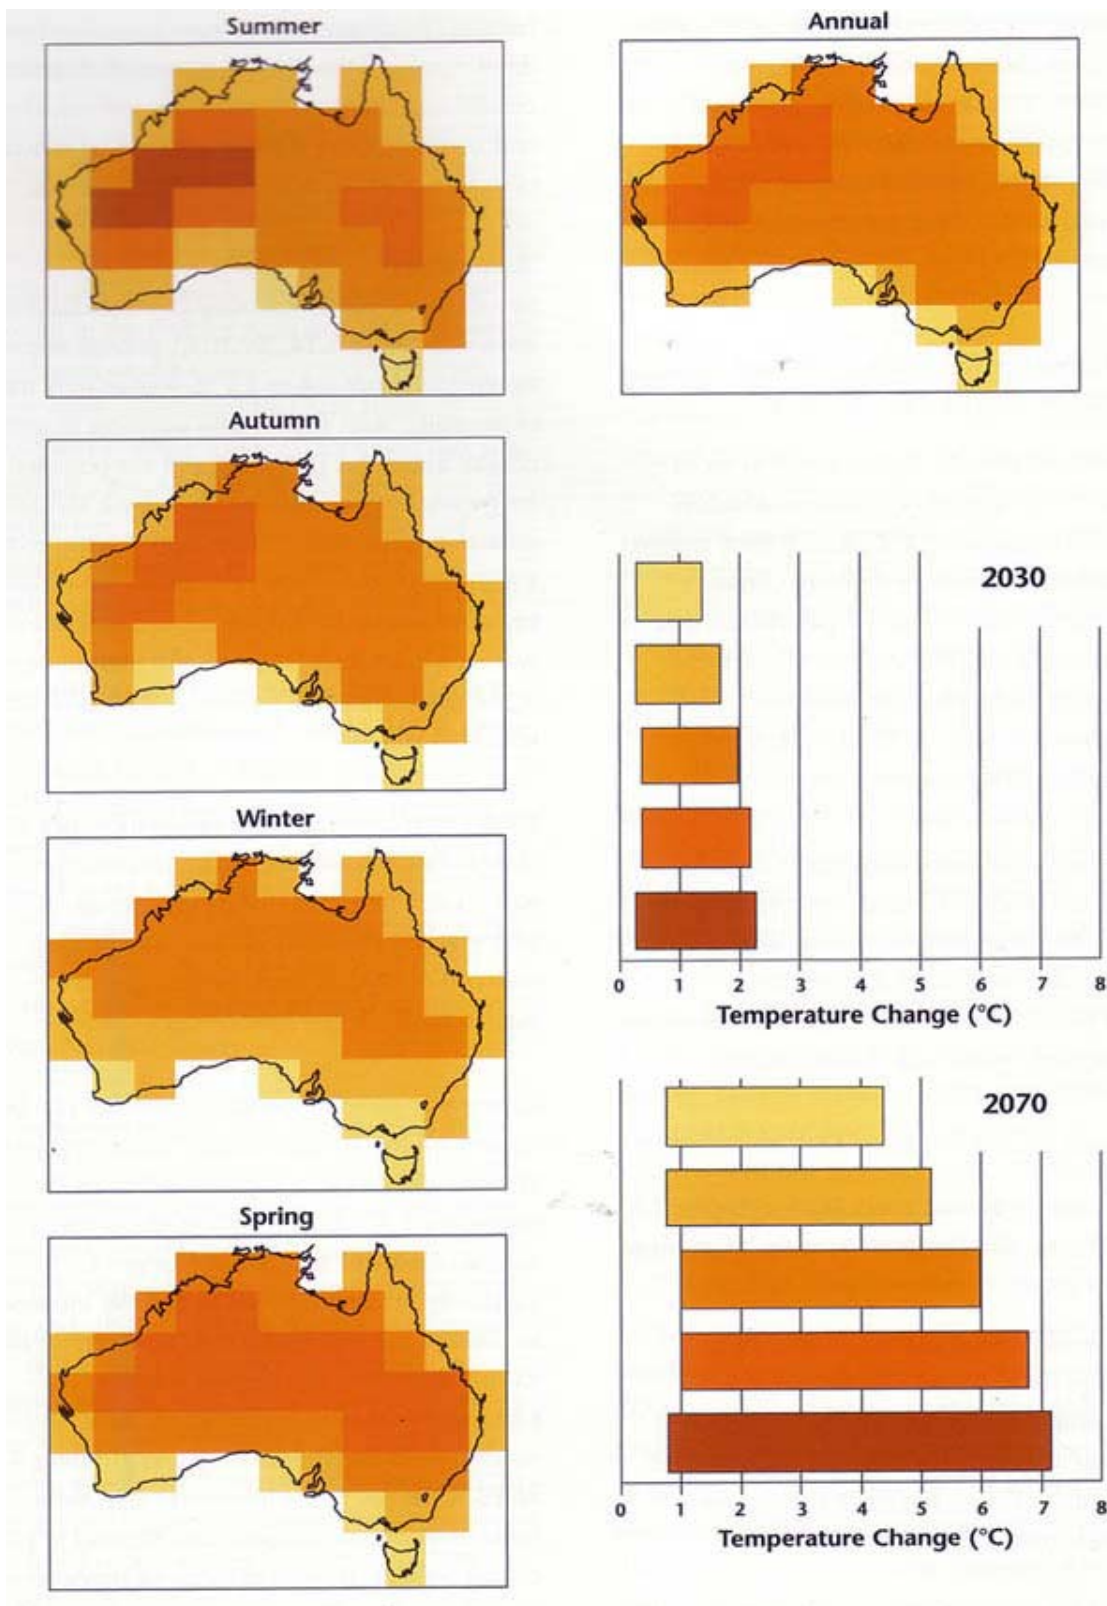 Summer
Annual
Autumn
Winter
Spring
2030
0 1 2 3 4 5 6 7 8
Temperature Change (°C)
2070
0 1 2 3 4 5 6 7 8
Temperature Change (°C)